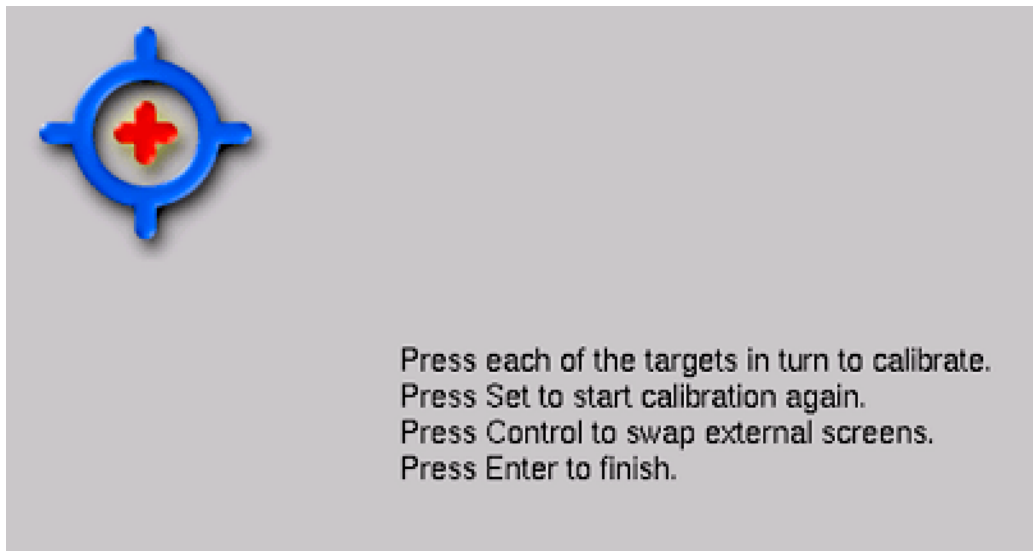 Press each of the targets in turn to calibrate.
Press Set to start calibration again.
Press Control to swap external screens.
Press Enter to finish.